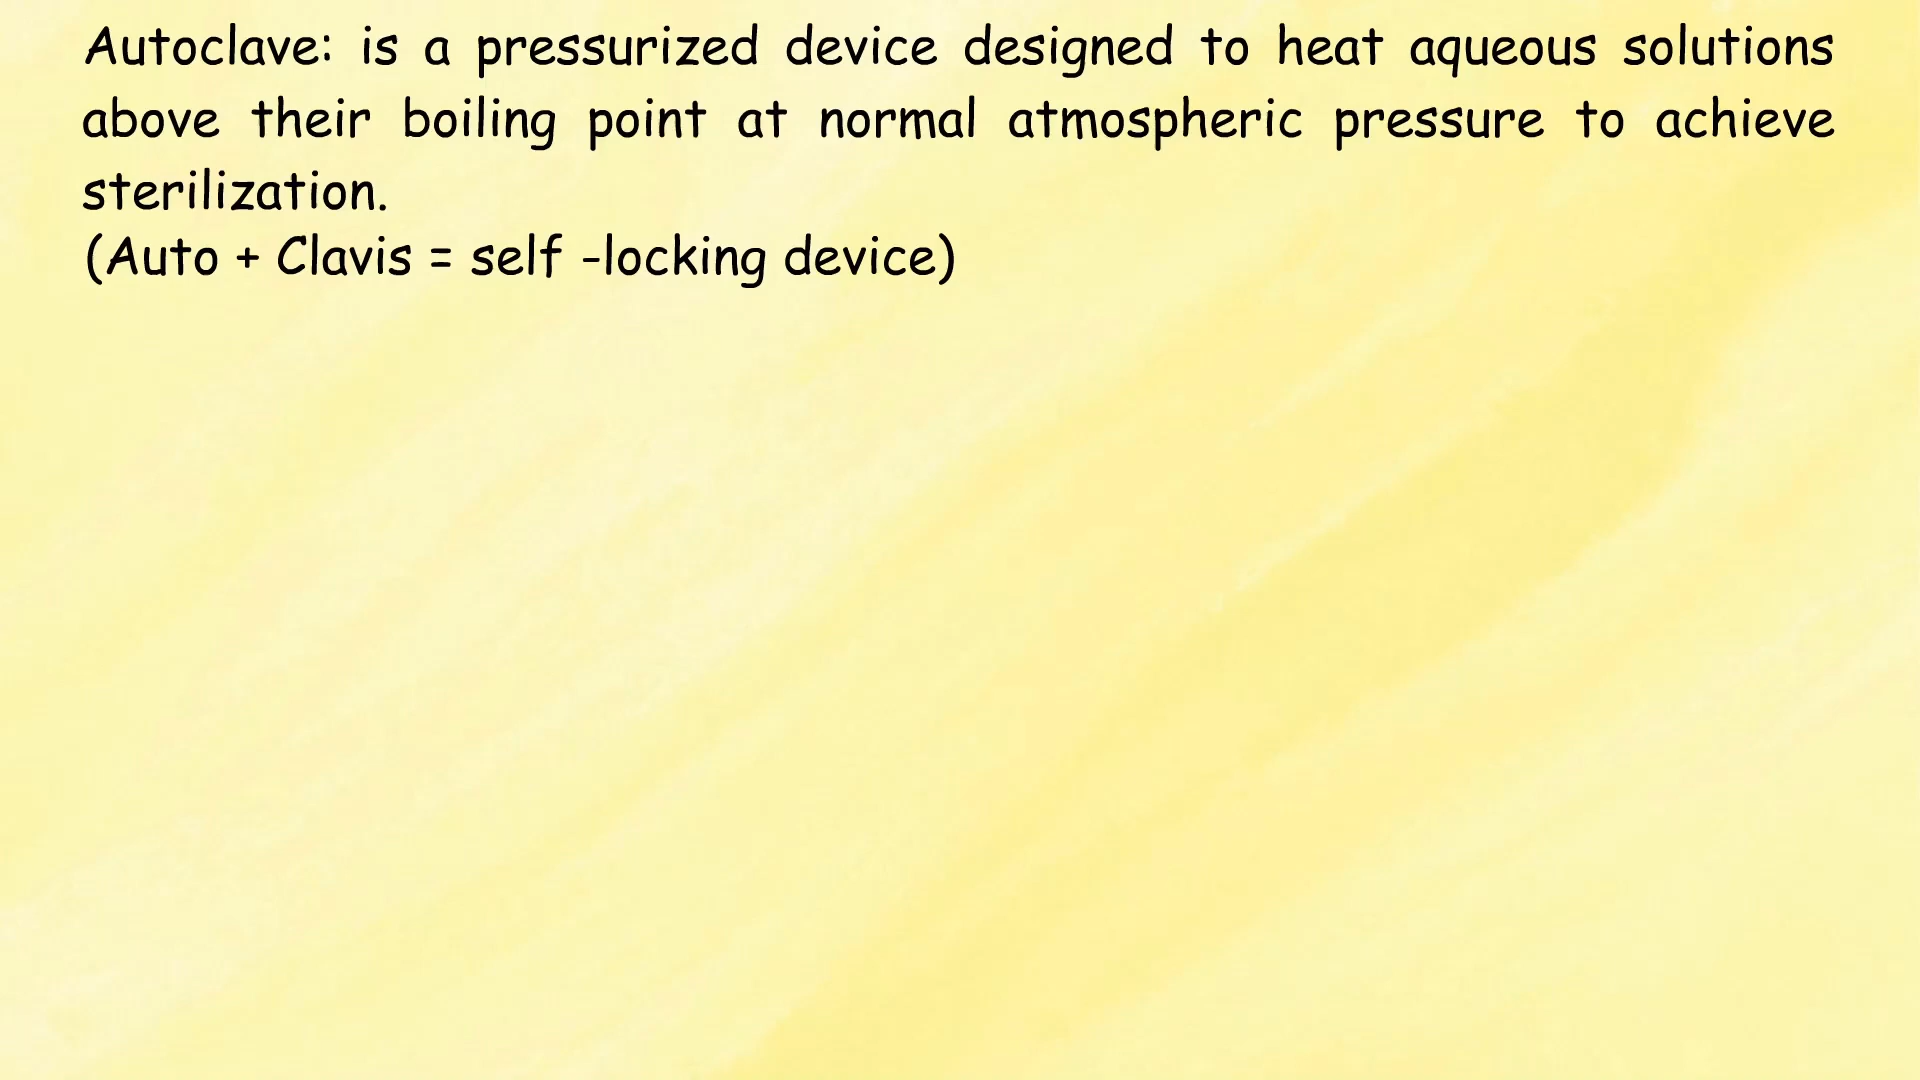 Autoclave: is a pressurized device designed to heat aqueous solutions
above their boiling point at normal atmospheric pressure to achieve
sterilization.
(Auto + Clavis = self -locking device)